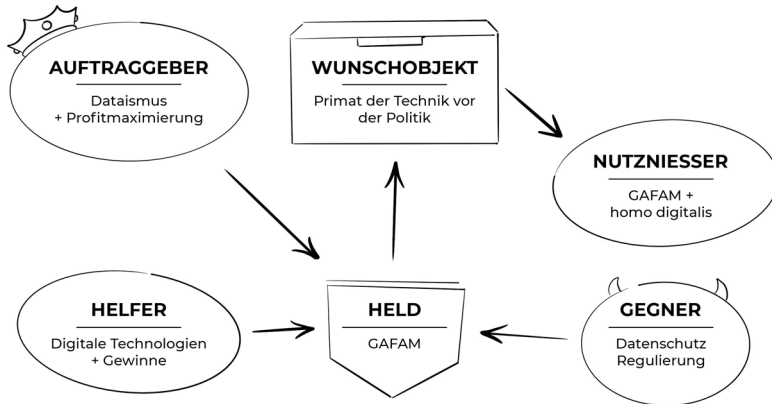 AUFTRAGGEBER
Dataismus
+ Profitmaximierung
WUNSCHOBJEKT
Primat der Technik vor
der Politik
NUTZNIESSER
GAFAM +
homo digitalis
HELFER
Digitale Technologien
+ Gewinne
HELD
GAFAM
GEGNER
Datenschutz
Regulierung